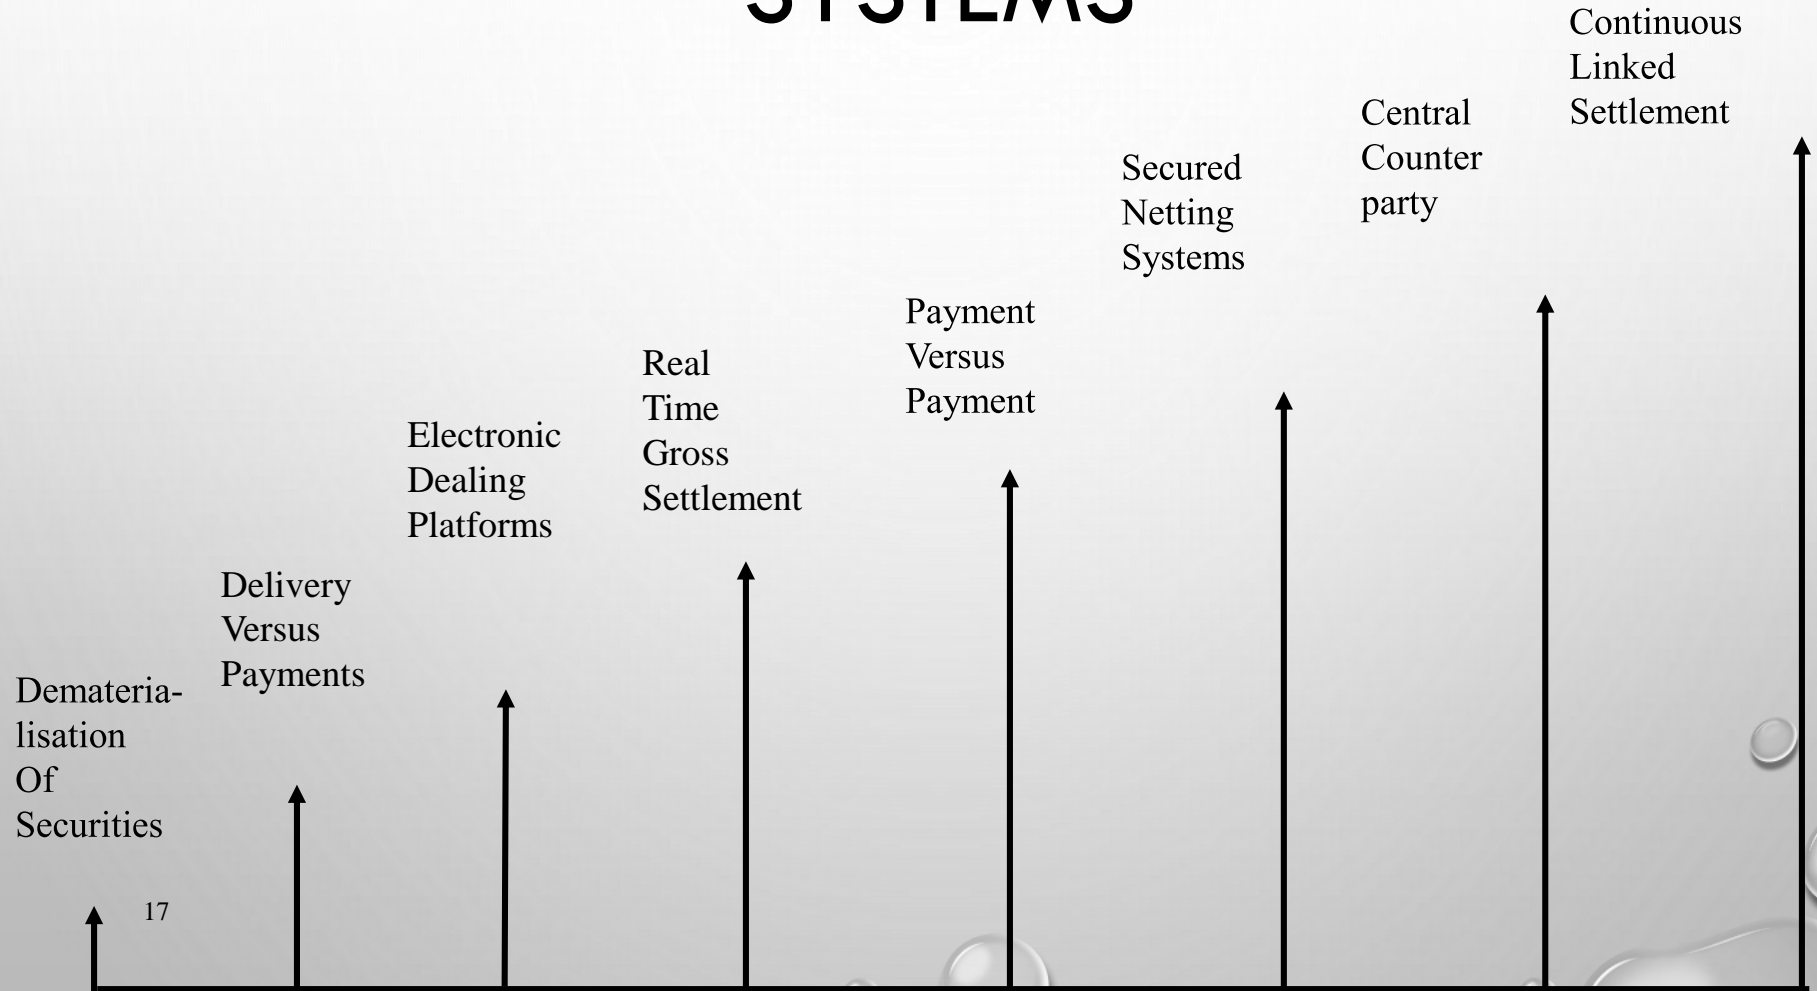 SYSTEMS
Continuous
Linked
Settlement
Central
Counter
party
Secured
Netting
Systems
Payment
Versus
Payment
Real
Time
Gross
Settlement
Electronic
Dealing
Platforms
Delivery
Versus
Payments
Demateria-
lisation
Of
Securities
17